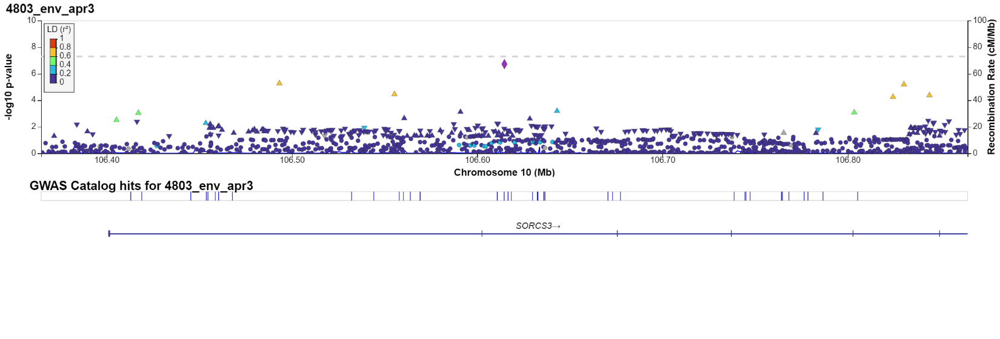 4803_env_apr3
10
8
6
4
2
0
-log10 p-value
LD (r²)
1
0.8
0.6
0.4
0.2
0
100
80
60
40
20
0
Recombination Rate (cM/Mb)
106.40 106.50 106.60 106.70 106.80
Chromosome 10 (Mb)
GWAS Catalog hits for 4803_env_apr3
SORCS3→